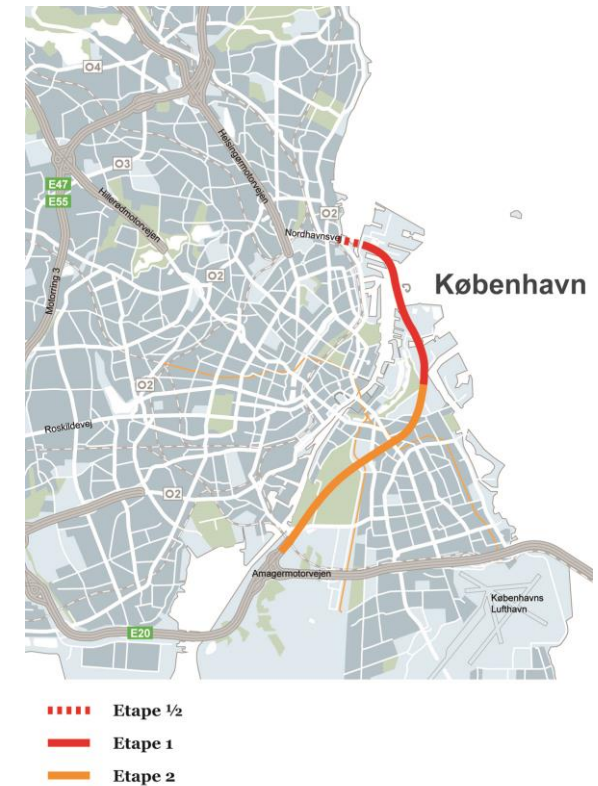 O4
Helsingørmotorvejen
O3
E47
E55
Hillerødmotorvejen
O2
Nordhavnsve
Motorring 3
O2
København
O2
Roskildevej
O2
Amagermotorvejen
Københavns
Lufthavn
E20
Etape ½
Etape 1
Etape 2